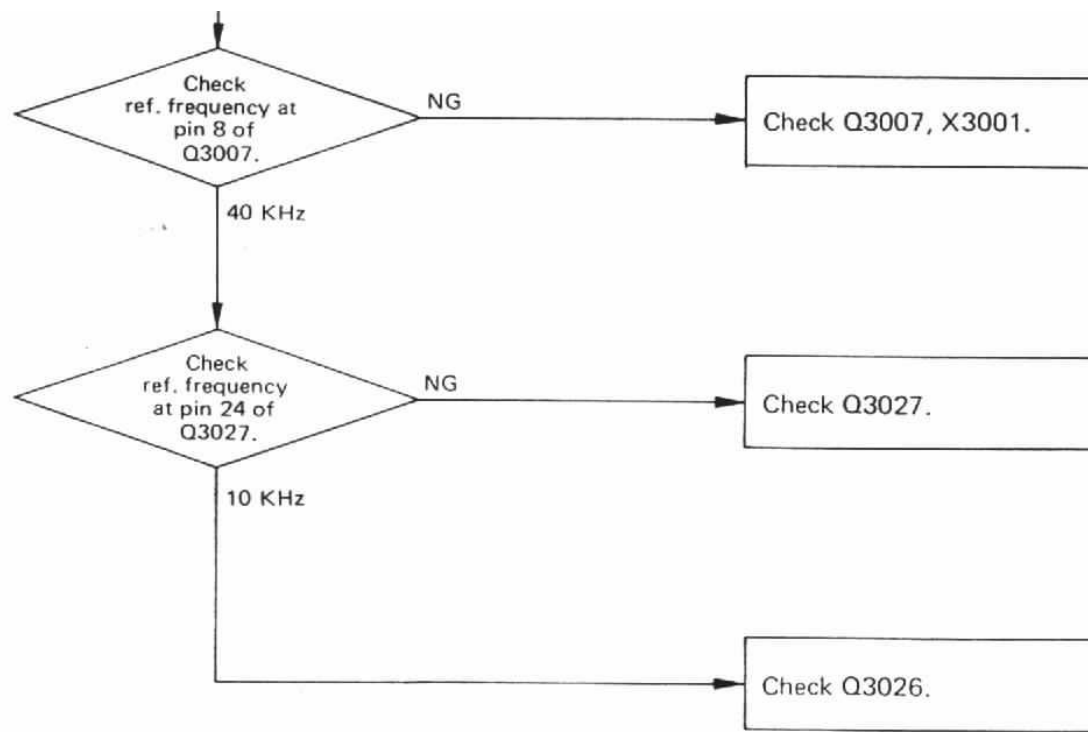 Check
ref. frequency at
pin 8 of
Q3007.
NG
Check Q3007, X3001.
40 KHz
Check
ref. frequency
at pin 24 of
Q3027.
NG
Check Q3027.
10 KHz
Check Q3026.